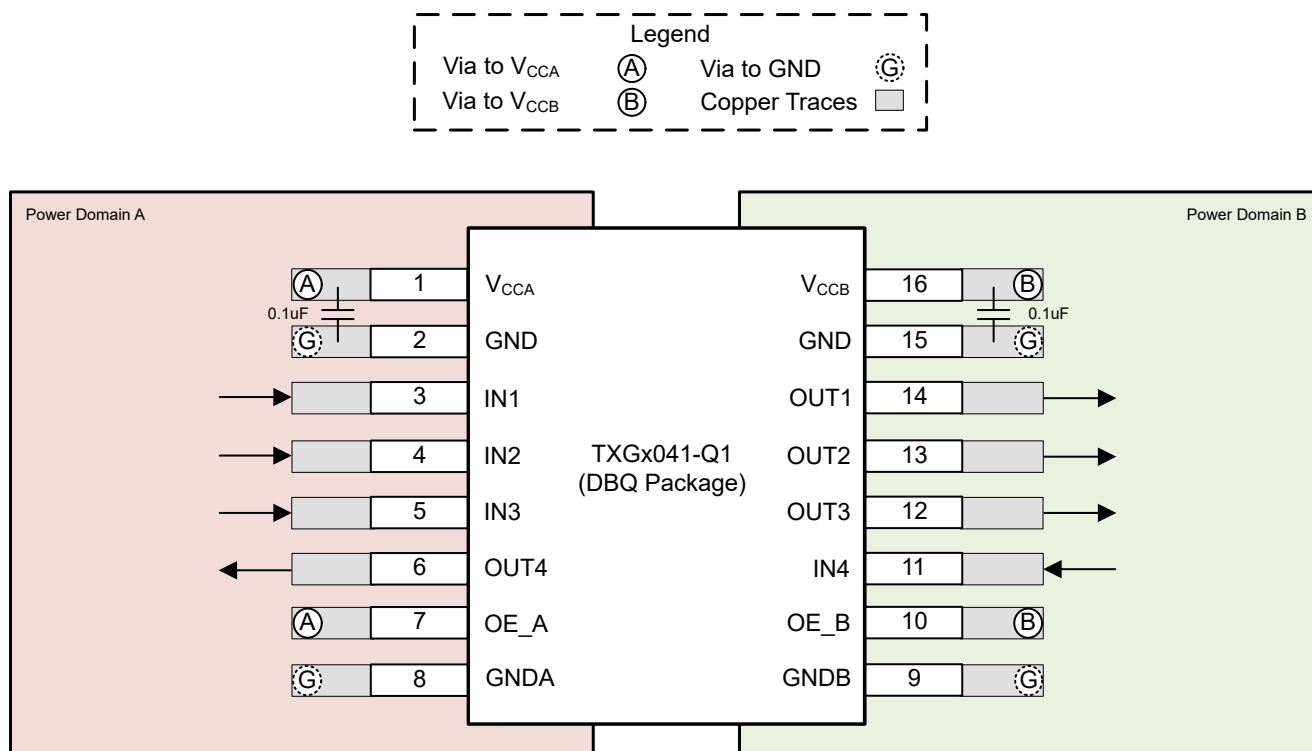 Legend
Via to VCCA A Via to GND G
Via to VCCB B Copper Traces
Power Domain A
Power Domain B
A 1 VCCA VCCB 16 B
0.1uF 0.1uF
G 2 GND GND 15 G
3 IN1 OUT1 14
4 IN2 TXGx041-Q1 OUT2 13
(DBQ Package)
5 IN3 OUT3 12
6 OUT4 IN4 11
A 7 OE_A OE_B 10 B
G 8 GNDA GNDB 9 G